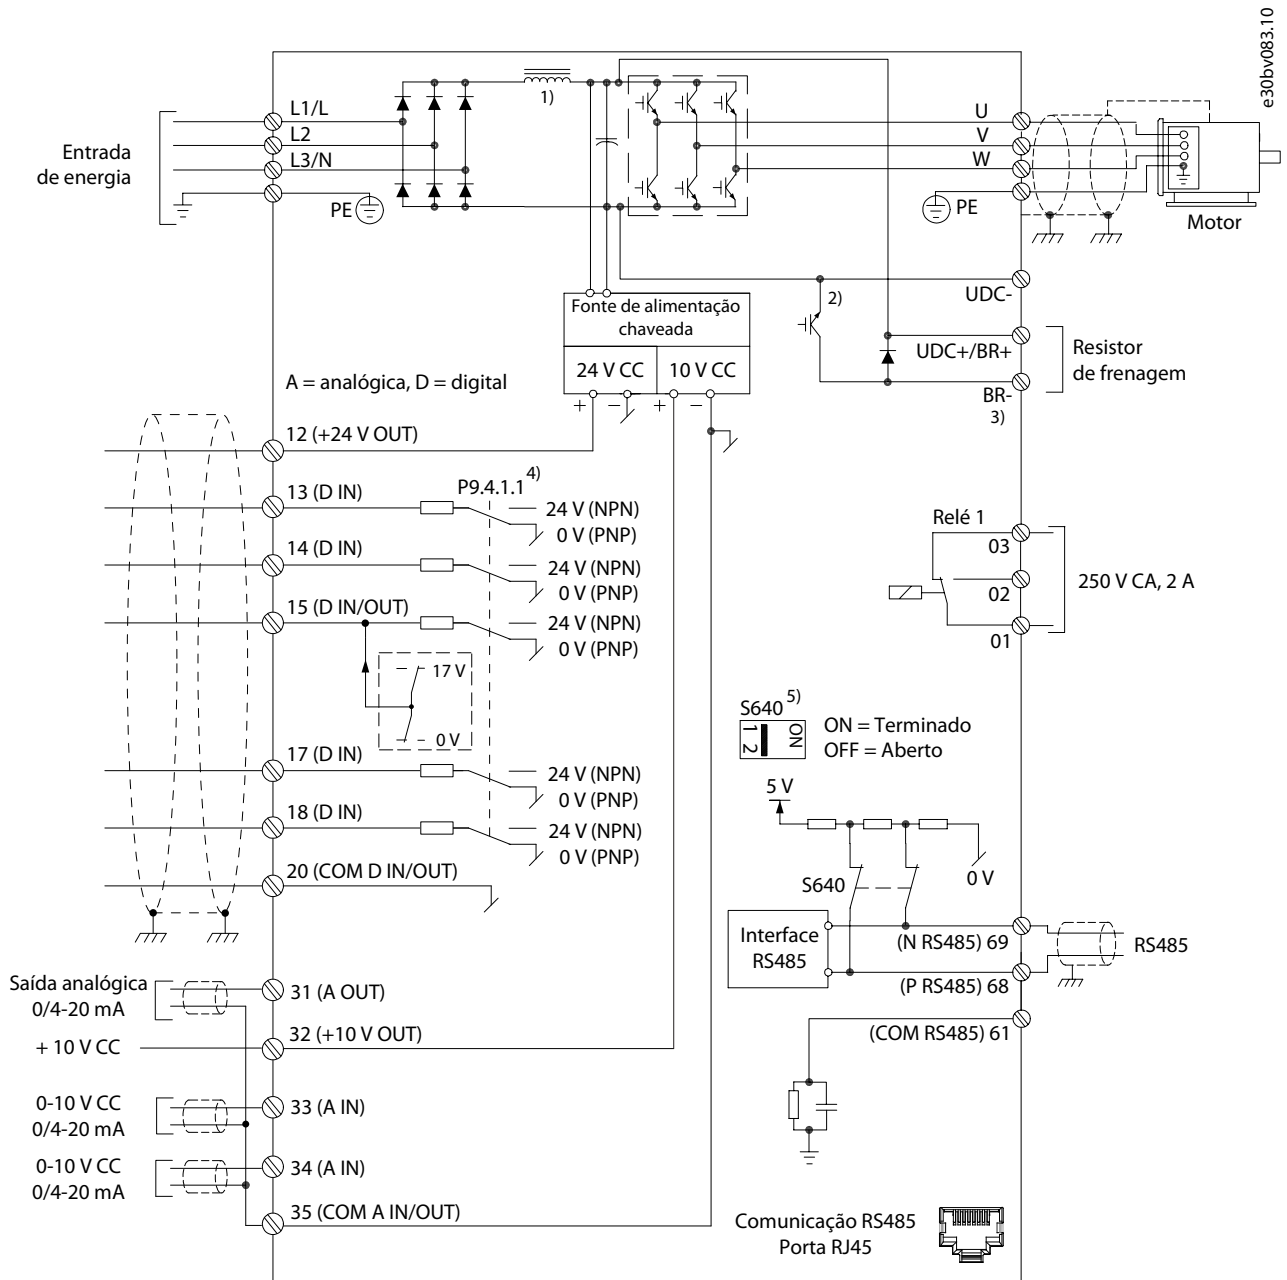 e30bv083.10
1)
L1/L
L2
L3/N
Entrada
de energia
PE
U
V
W
PE
Motor
UDC-
2)
Fonte de alimentação
chaveada
24 V CC
10 V CC
+ − + −
UDC+/BR+
BR-
3)
Resistor
de frenagem
A = analógica, D = digital
12 (+24 V OUT)
P9.4.1.1 4)
13 (D IN)
24 V (NPN)
0 V (PNP)
14 (D IN)
24 V (NPN)
0 V (PNP)
15 (D IN/OUT)
24 V (NPN)
0 V (PNP)
17 V
0 V
17 (D IN)
24 V (NPN)
0 V (PNP)
18 (D IN)
24 V (NPN)
0 V (PNP)
20 (COM D IN/OUT)
Relé 1
03
02
01
250 V CA, 2 A
S640 5)
1 2
ON
ON = Terminado
OFF = Aberto
5 V
0 V
S640
Interface
RS485
(N RS485) 69
(P RS485) 68
RS485
(COM RS485) 61
Saída analógica
0/4-20 mA
31 (A OUT)
+ 10 V CC
32 (+10 V OUT)
0-10 V CC
0/4-20 mA
33 (A IN)
0-10 V CC
0/4-20 mA
34 (A IN)
35 (COM A IN/OUT)
Comunicação RS485
Porta RJ45